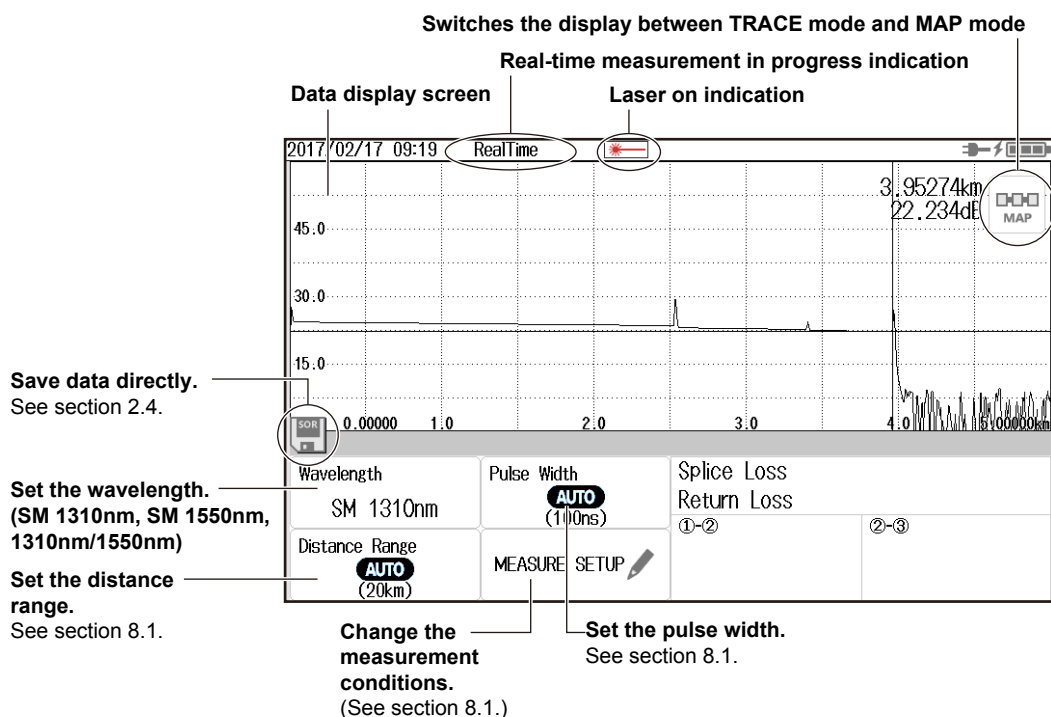 Switches the display between TRACE mode and MAP mode
Real-time measurement in progress indication
Data display screen
Laser on indication
2017/02/17 09:19
RealTime
3.95274km
22.234dB
MAP
45.0
30.0
15.0
Save data directly.
See section 2.4.
SOR
0.00000
1.0
2.0
3.0
4.0
5.00000km
Set the wavelength.
(SM 1310nm, SM 1550nm,
1310nm/1550nm)
Wavelength
SM 1310nm
Pulse Width
AUTO
(100ns)
Splice Loss
Return Loss
①-②
②-③
Set the distance
range.
See section 8.1.
Distance Range
AUTO
(20km)
MEASURE SETUP
Change the
measurement
conditions.
(See section 8.1.)
Set the pulse width.
See section 8.1.